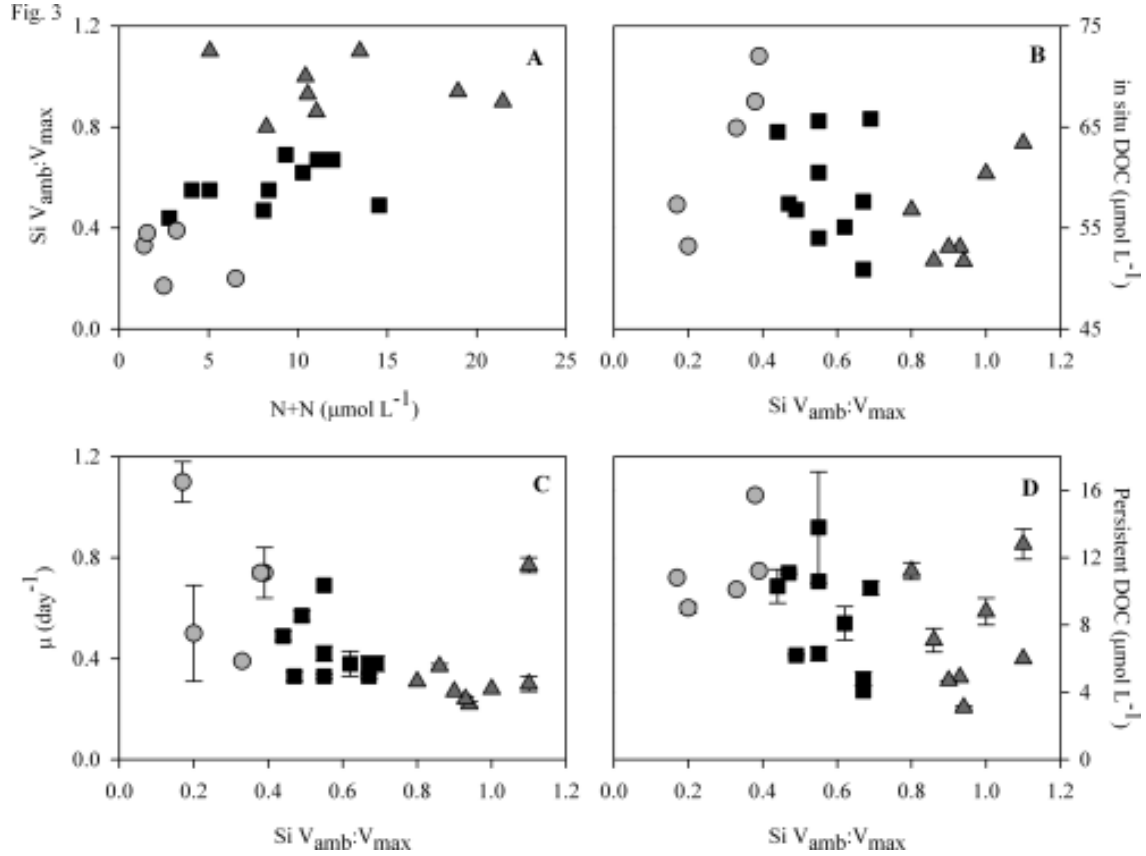 Fig. 3
1.2
0.8
0.4
0.0
Si Vamb:Vmax
A
0 5 10 15 20 25
N+N (μmol L-1)
B
75
65
55
45
in situ DOC (μmol L-1)
0.0 0.2 0.4 0.6 0.8 1.0 1.2
Si Vamb:Vmax
1.2
0.8
0.4
0.0
μ (day-1)
C
0.0 0.2 0.4 0.6 0.8 1.0 1.2
Si Vamb:Vmax
D
16
12
8
4
0
Persistent DOC (μmol L-1)
0.0 0.2 0.4 0.6 0.8 1.0 1.2
Si Vamb:Vmax